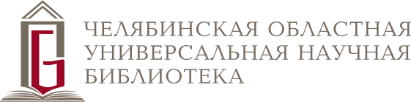 ЧЕЛЯБИНСКАЯ ОБЛАСТНАЯ
УНИВЕРСАЛЬНАЯ НАУЧНАЯ
БИБЛИОТЕКА